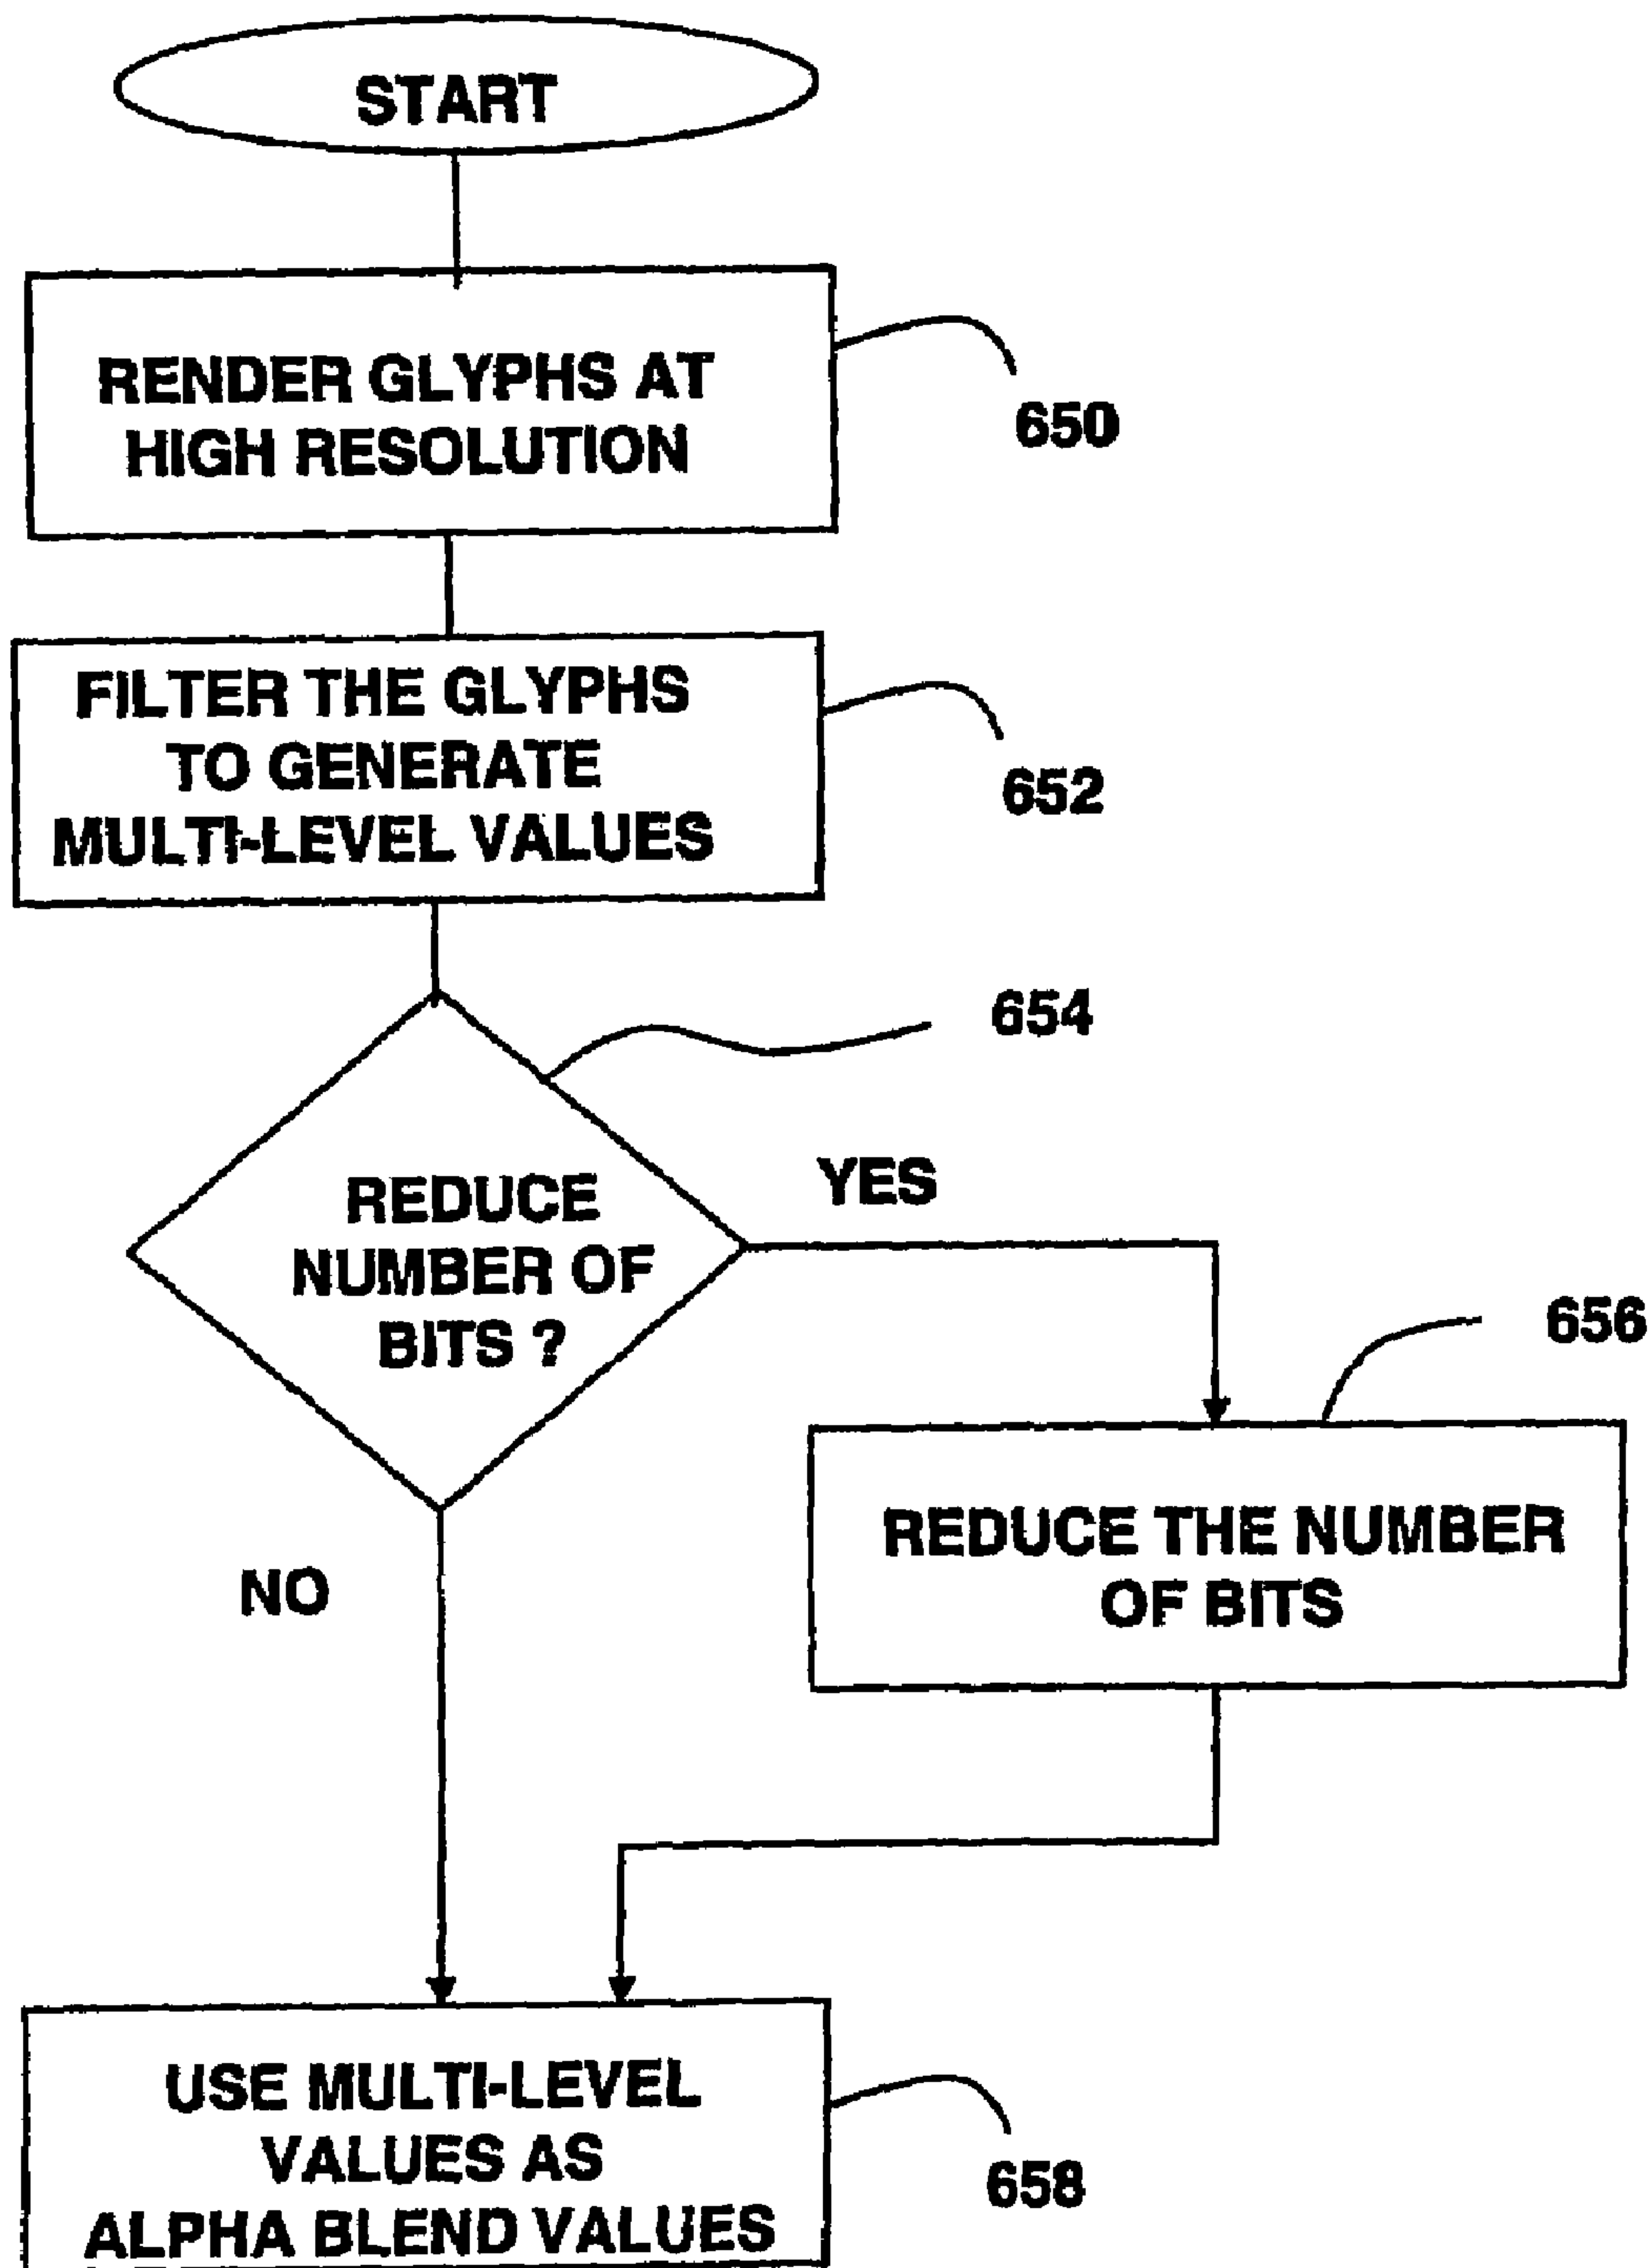 START
RENDER GLYPHS AT
HIGH RESOLUTION
650
FILTER THE GLYPHS
TO GENERATE
MULTI-LEVEL VALUES
652
654
REDUCE
NUMBER OF
BITS ?
YES
656
REDUCE THE NUMBER
OF BITS
NO
USE MULTI-LEVEL
VALUES AS
ALPHA BLEND VALUES
658